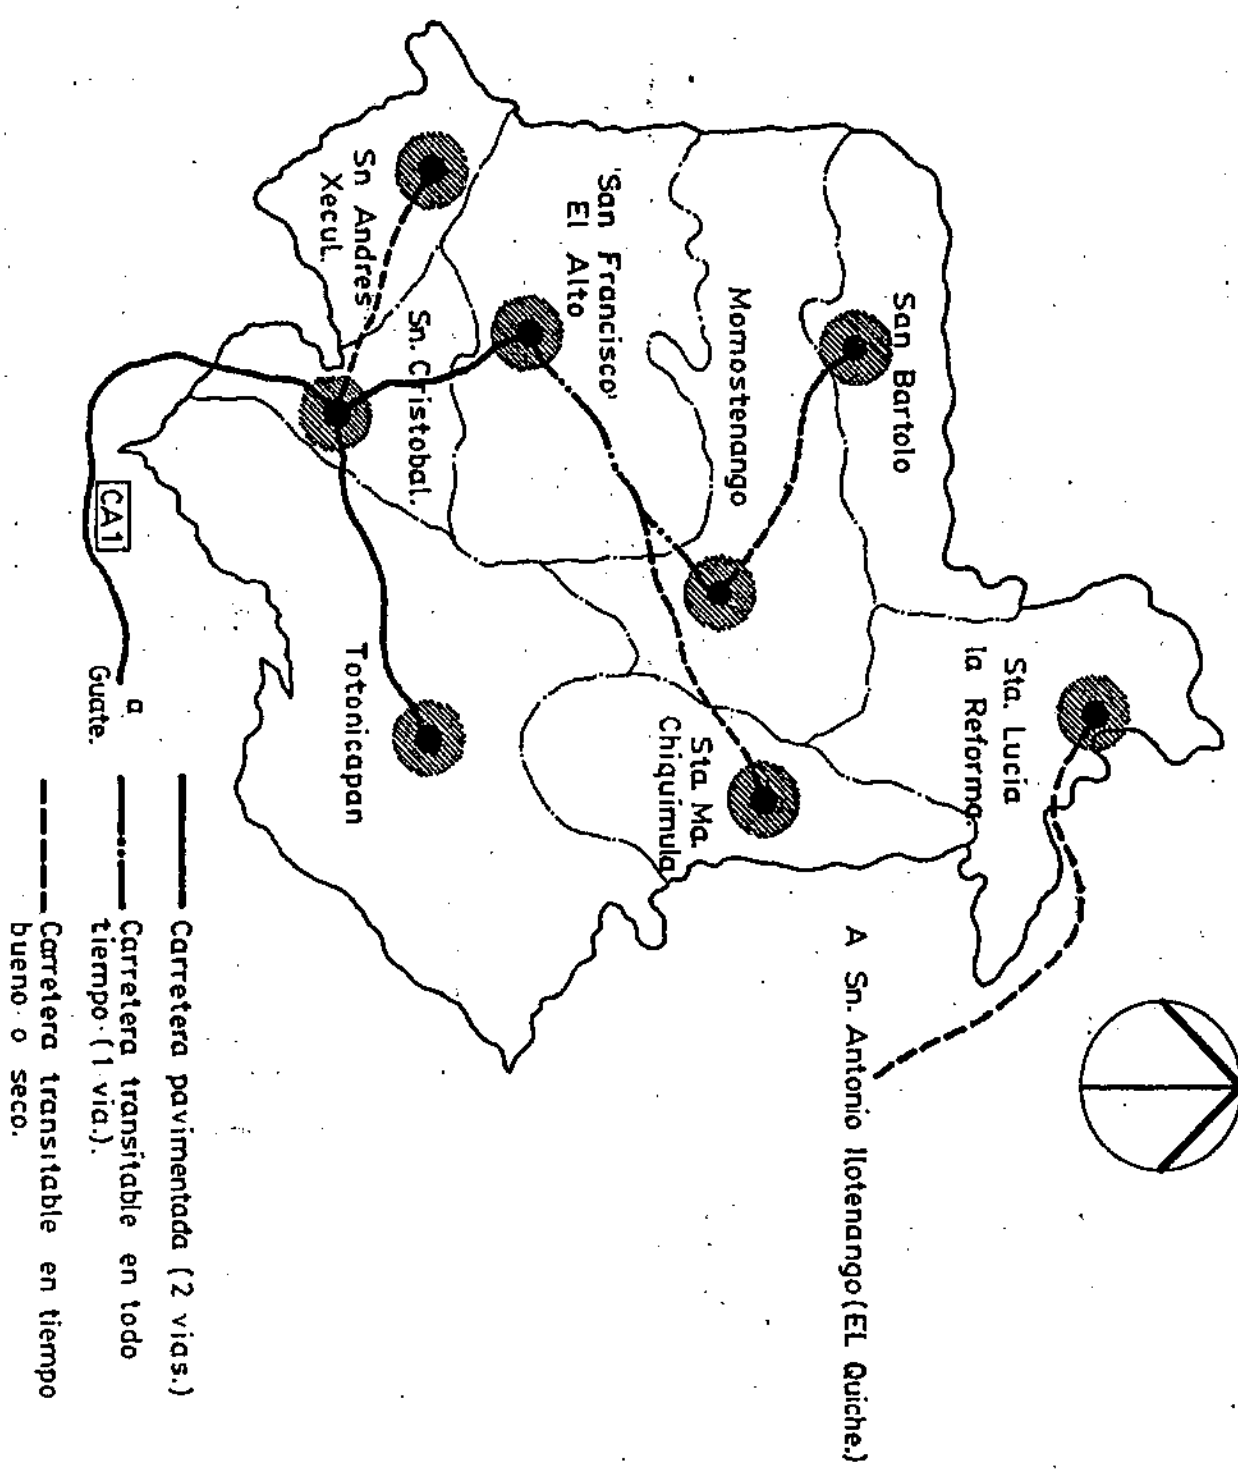 Sta. Lucia
la Reforma.
A Sn. Antonio Ilotenango (EL Quiche.)
San Bartolo
Momostenango
Sta. Ma.
Chiquimula
'San Francisco'
El Alto
Sn. Cristobal.
Sn Andres
Xecul.
Totonicapan
CA1
a
Guate.
Carretera pavimentada (2 vias.)
Carretera transitable en todo
tiempo (1 via.).
Carretera transitable en tiempo
bueno o seco.